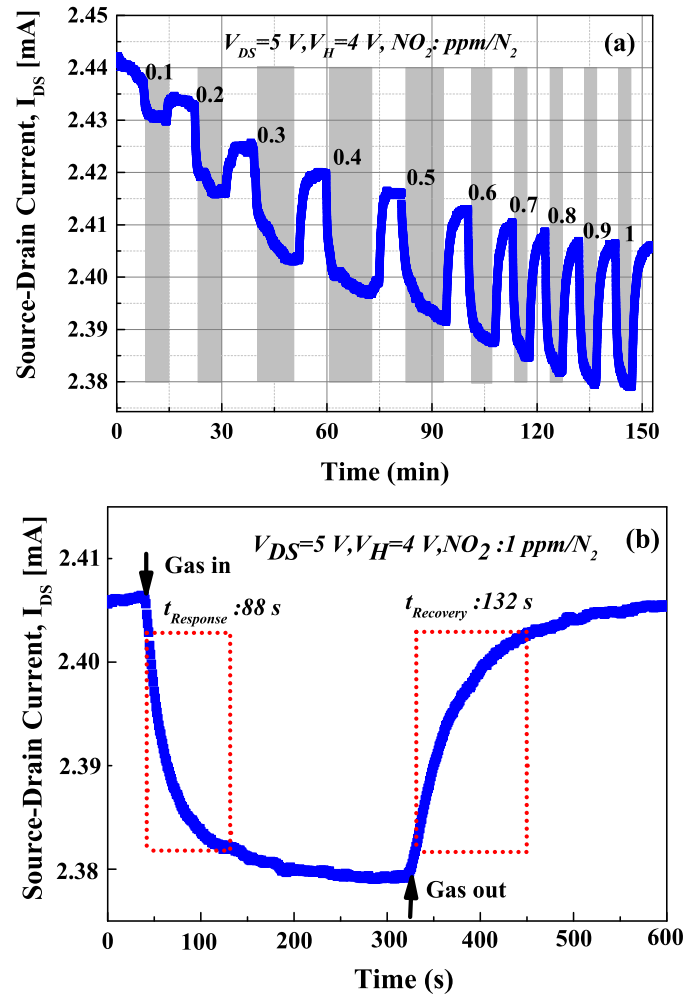 V_DS=5 V,V_H=4 V, NO_2: ppm/N_2 (a)
Source-Drain Current, I_DS [mA]
2.45
2.44
2.43
2.42
2.41
2.40
2.39
2.38
0.1
0.2
0.3
0.4
0.5
0.6
0.7
0.8
0.9
1
0 30 60 90 120 150
Time (min)
V_DS=5 V,V_H=4 V,NO_2 :1 ppm/N_2 (b)
Source-Drain Current, I_DS [mA]
2.41
2.40
2.39
2.38
Gas in
t_Response :88 s
t_Recovery :132 s
Gas out
0 100 200 300 400 500 600
Time (s)